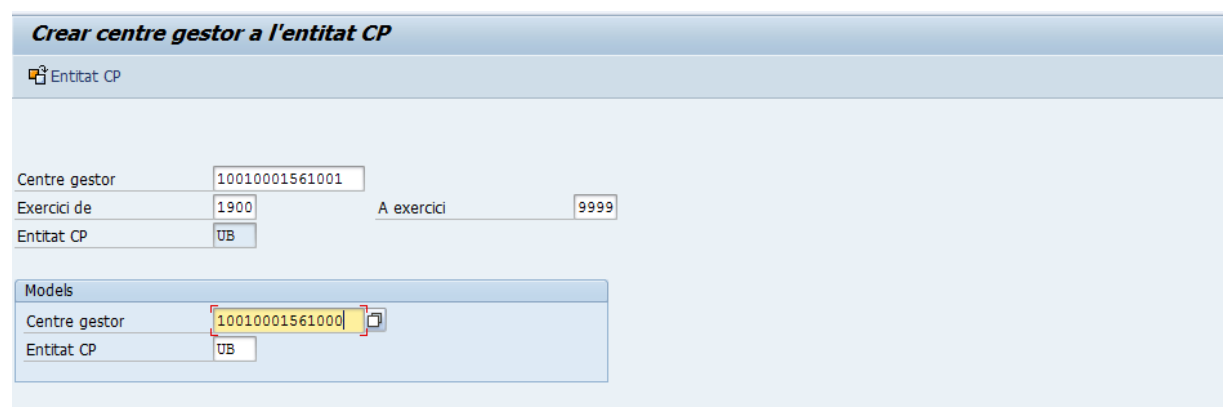 Crear centre gestor a l'entitat CP
Entitat CP
Centre gestor 10010001561001
Exercici de 1900 A exercici 9999
Entitat CP UB
Models
Centre gestor 10010001561000
Entitat CP UB